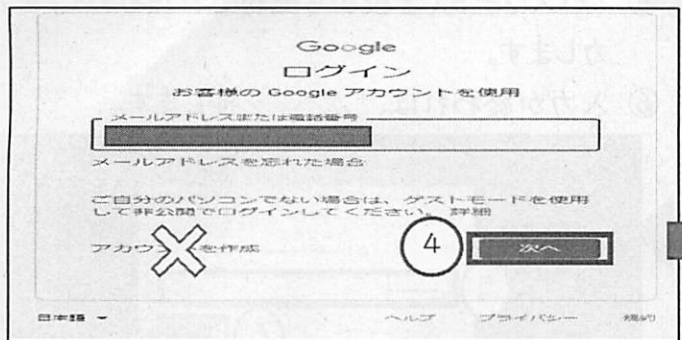 Google
ログイン
お客様の Google アカウントを使用
メールアドレスまたは電話番号
メールアドレスを忘れた場合
ご自分のパソコンでない場合は、ゲストモードを使用
して非公開でログインしてください。 詳細
アカウントを作成
4
次へ
日本語
ヘルプ
プライバシー
規約